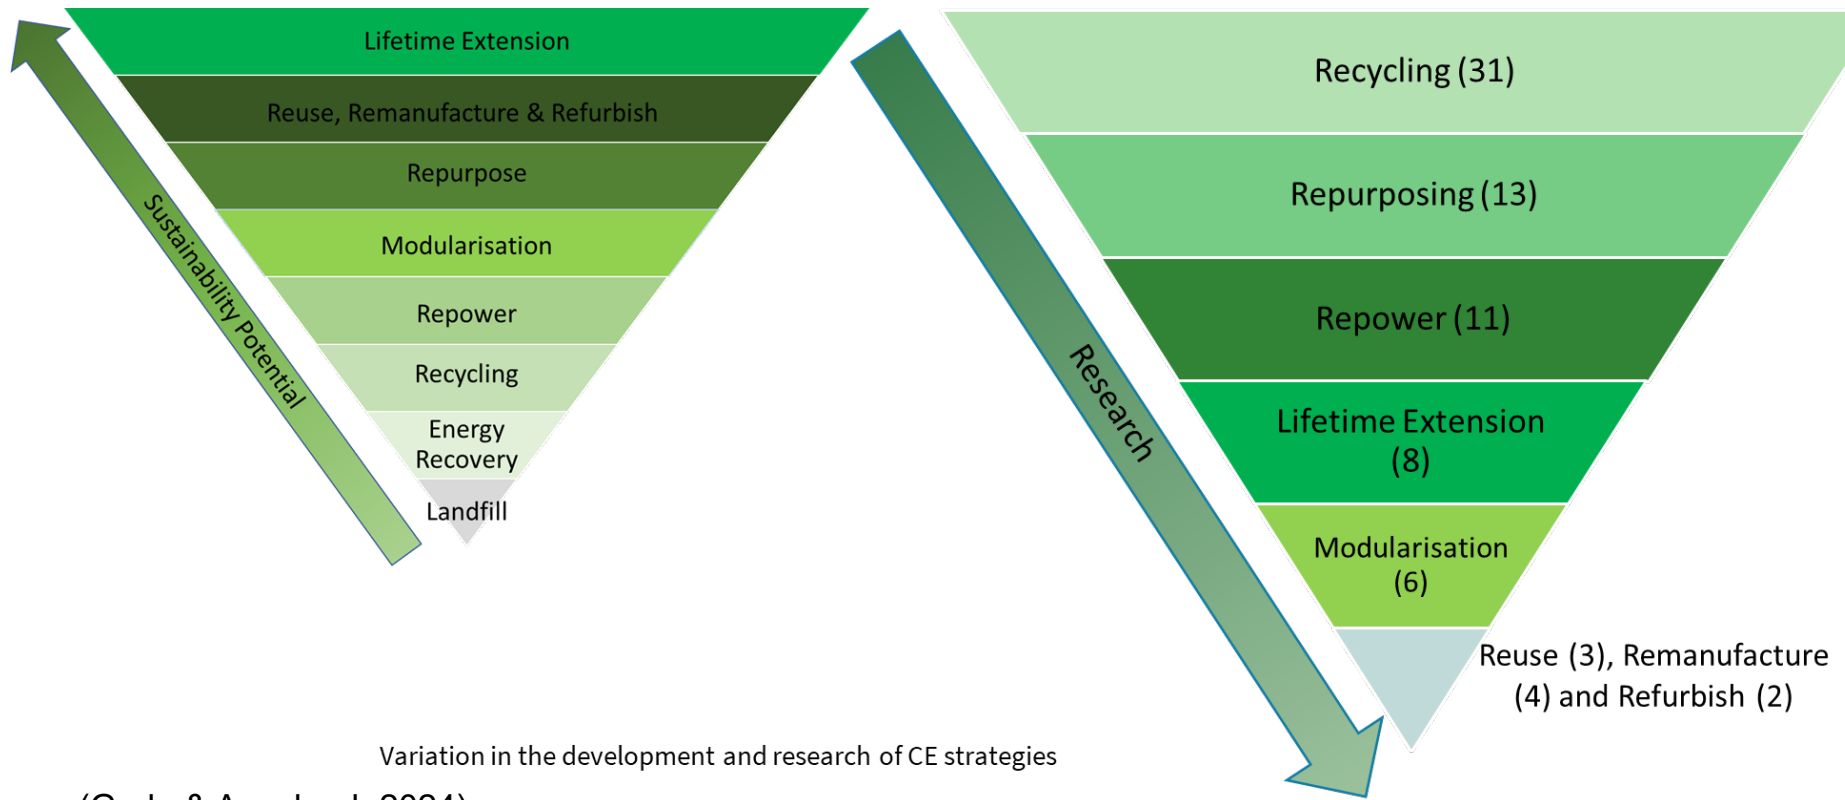 Lifetime Extension
Reuse, Remanufacture & Refurbish
Repurpose
Modularisation
Repower
Recycling
Energy
Recovery
Landfill
Sustainability Potential
Recycling (31)
Repurposing (13)
Repower (11)
Lifetime Extension
(8)
Modularisation
(6)
Reuse (3), Remanufacture
(4) and Refurbish (2)
Research
Variation in the development and research of CE strategies